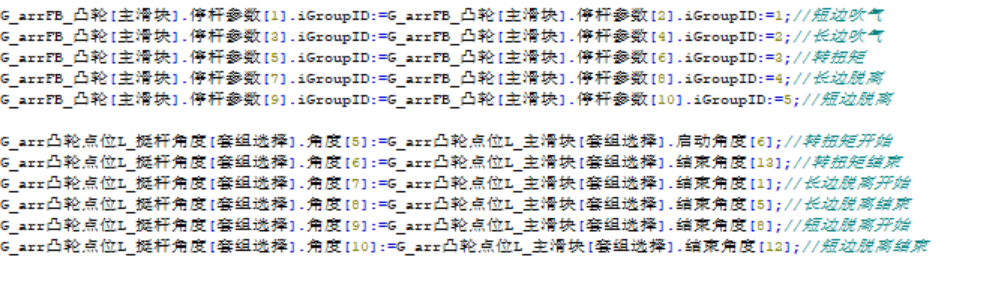 G_arrFB_凸轮[主滑块].停杆参数[1].iGroupID:=G_arrFB_凸轮[主滑块].停杆参数[2].iGroupID:=1;//短边吹气
G_arrFB_凸轮[主滑块].停杆参数[3].iGroupID:=G_arrFB_凸轮[主滑块].停杆参数[4].iGroupID:=2;//长边吹气
G_arrFB_凸轮[主滑块].停杆参数[5].iGroupID:=G_arrFB_凸轮[主滑块].停杆参数[6].iGroupID:=3;//转扭矩
G_arrFB_凸轮[主滑块].停杆参数[7].iGroupID:=G_arrFB_凸轮[主滑块].停杆参数[8].iGroupID:=4;//长边脱离
G_arrFB_凸轮[主滑块].停杆参数[9].iGroupID:=G_arrFB_凸轮[主滑块].停杆参数[10].iGroupID:=5;//短边脱离
G_arr凸轮点位L_挺杆角度[套组选择].角度[5]:=G_arr凸轮点位L_主滑块[套组选择].启动角度[6];//转扭矩开始
G_arr凸轮点位L_挺杆角度[套组选择].角度[6]:=G_arr凸轮点位L_主滑块[套组选择].结束角度[13];//转扭矩结束
G_arr凸轮点位L_挺杆角度[套组选择].角度[7]:=G_arr凸轮点位L_主滑块[套组选择].结束角度[1];//长边脱离开始
G_arr凸轮点位L_挺杆角度[套组选择].角度[8]:=G_arr凸轮点位L_主滑块[套组选择].结束角度[5];//长边脱离结束
G_arr凸轮点位L_挺杆角度[套组选择].角度[9]:=G_arr凸轮点位L_主滑块[套组选择].结束角度[8];//短边脱离开始
G_arr凸轮点位L_挺杆角度[套组选择].角度[10]:=G_arr凸轮点位L_主滑块[套组选择].结束角度[12];//短边脱离结束